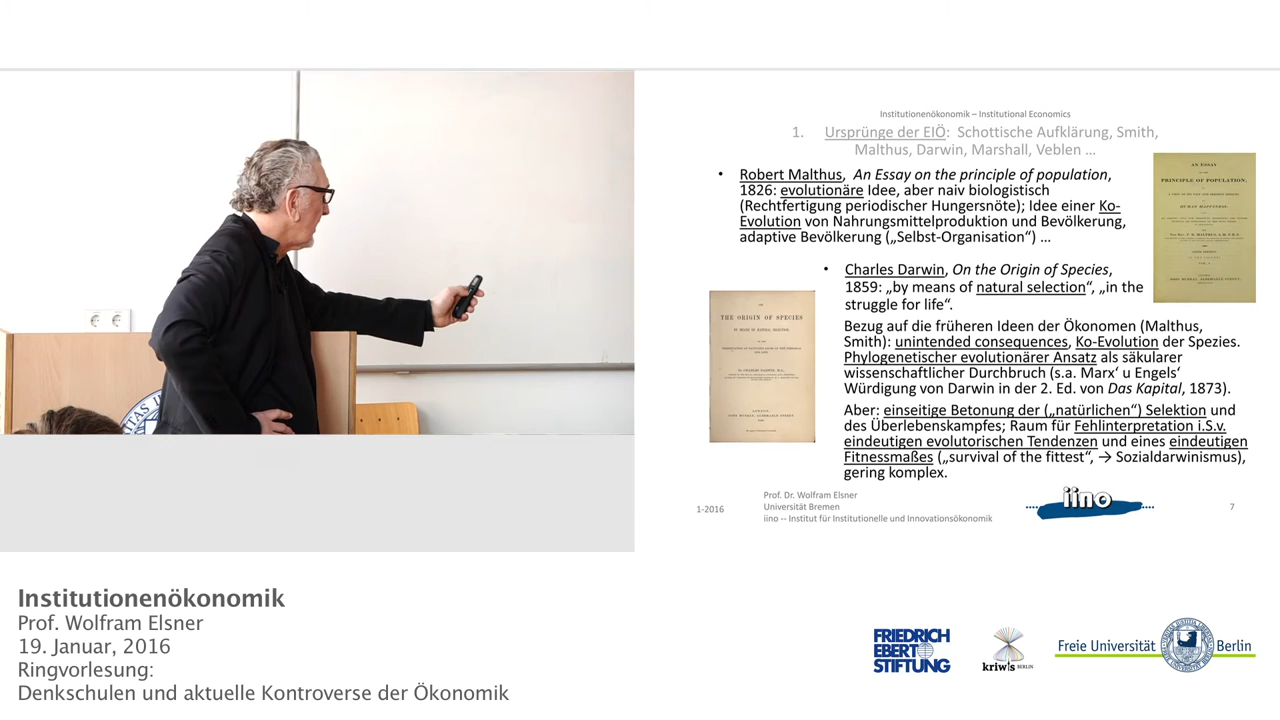 Institutionenökonomik – Institutional Economics
1. Ursprünge der EIÖ: Schottische Aufklärung, Smith,
Malthus, Darwin, Marshall, Veblen ...
• Robert Malthus, An Essay on the principle of population,
1826: evolutionäre Idee, aber naiv biologistisch
(Rechtfertigung periodischer Hungersnöte); Idee einer Ko-
Evolution von Nahrungsmittelproduktion und Bevölkerung,
adaptive Bevölkerung („Selbst-Organisation“) ...
AN ESSAY
PRINCIPLE OF POPULATION;
HUMAN HAPPINESS;
• Charles Darwin, On the Origin of Species,
1859: „by means of natural selection“, „in the
struggle for life“.
THE ORIGIN OF SPECIES
Bezug auf die früheren Ideen der Ökonomen (Malthus,
Smith): unintended consequences, Ko-Evolution der Spezies.
Phylogenetischer evolutionärer Ansatz als säkularer
wissenschaftlicher Durchbruch (s.a. Marx‘ u Engels‘
Würdigung von Darwin in der 2. Ed. von Das Kapital, 1873).
Aber: einseitige Betonung der („natürlichen“) Selektion und
des Überlebenskampfes; Raum für Fehlinterpretation i.S.v.
eindeutigen evolutorischen Tendenzen und eines eindeutigen
Fitnessmaßes („survival of the fittest“, → Sozialdarwinismus),
gering komplex.
1-2016
Prof. Dr. Wolfram Elsner
Universität Bremen
iino -- Institut für Institutionelle und Innovationsökonomik
iino
7
Institutionenökonomik
Prof. Wolfram Elsner
19. Januar, 2016
Ringvorlesung:
Denkschulen und aktuelle Kontroverse der Ökonomik
FRIEDRICH
EBERT
STIFTUNG
kriwis BERLIN
Freie Universität Berlin